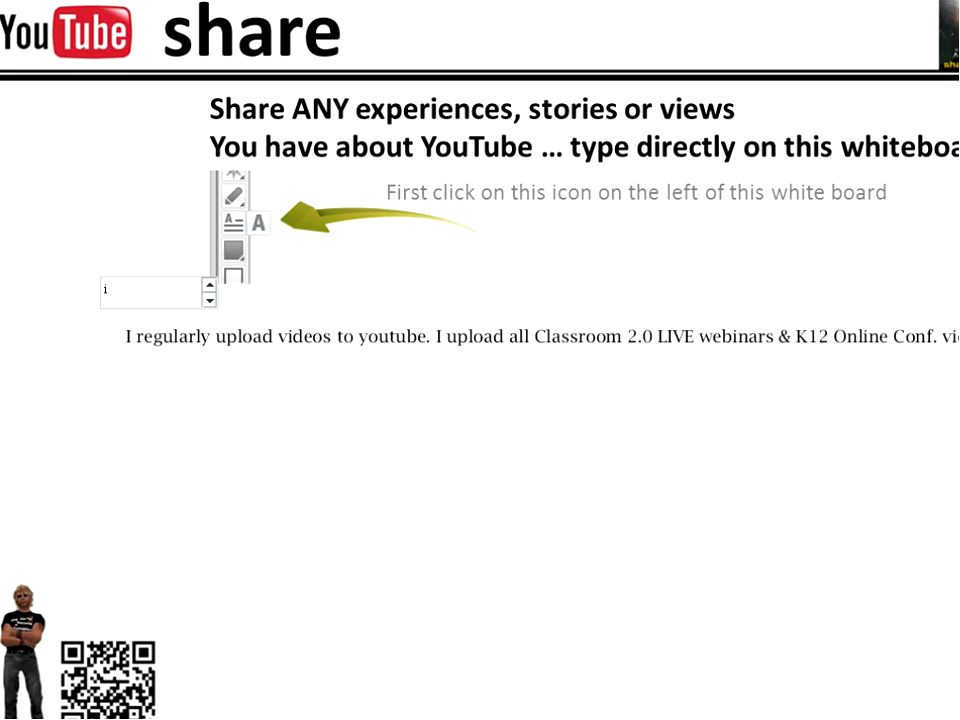 YouTube share
Share ANY experiences, stories or views
You have about YouTube ... type directly on this
First click on this icon on the left of this white board
A A
i
I regularly upload videos to youtube. I upload all Classroom 2.0 LIVE webinars & K12 Online Conf.